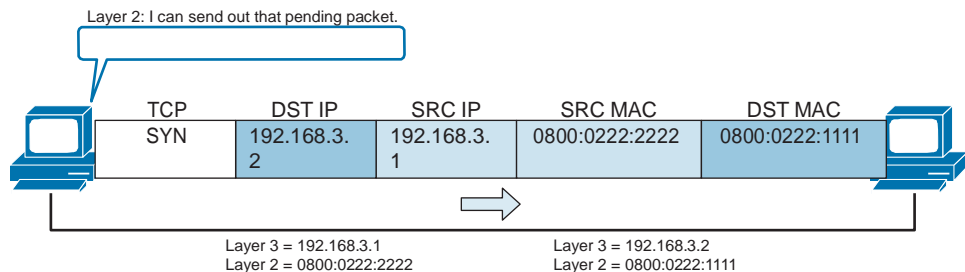 Layer 2: I can send out that pending packet.
TCP DST IP SRC IP SRC MAC DST MAC
SYN 192.168.3. 192.168.3. 0800:0222:2222 0800:0222:1111
2 1
Layer 3 = 192.168.3.1 Layer 3 = 192.168.3.2
Layer 2 = 0800:0222:2222 Layer 2 = 0800:0222:1111